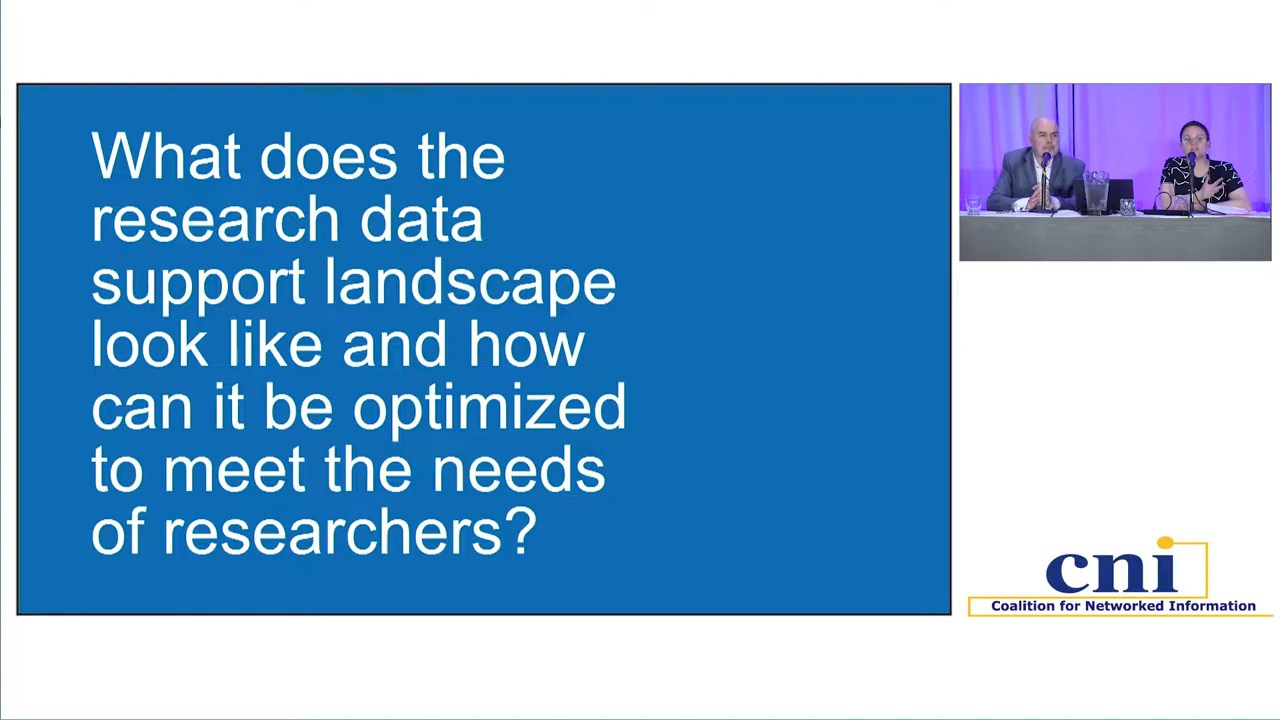 What does the
research data
support landscape
look like and how
can it be optimized
to meet the needs
of researchers?
cni
Coalition for Networked Information